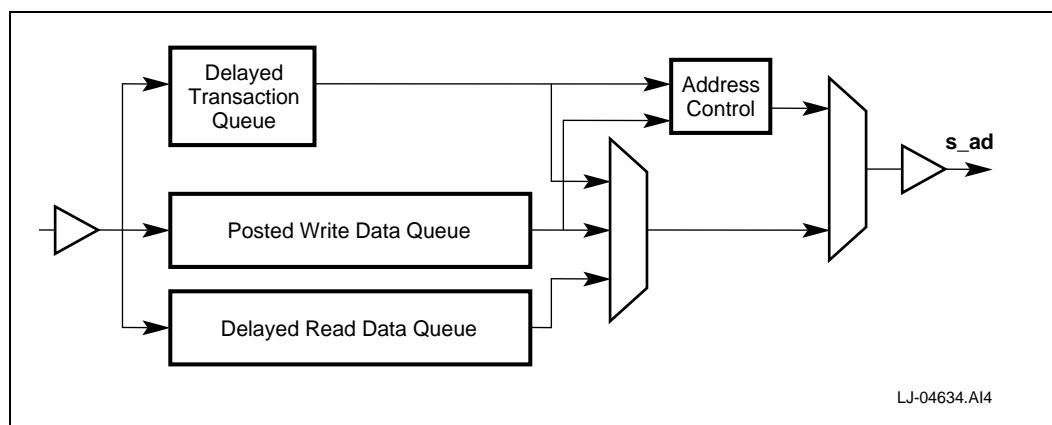 Delayed
Transaction
Queue
Address
Control
s_ad
Posted Write Data Queue
Delayed Read Data Queue
LJ-04634.AI4